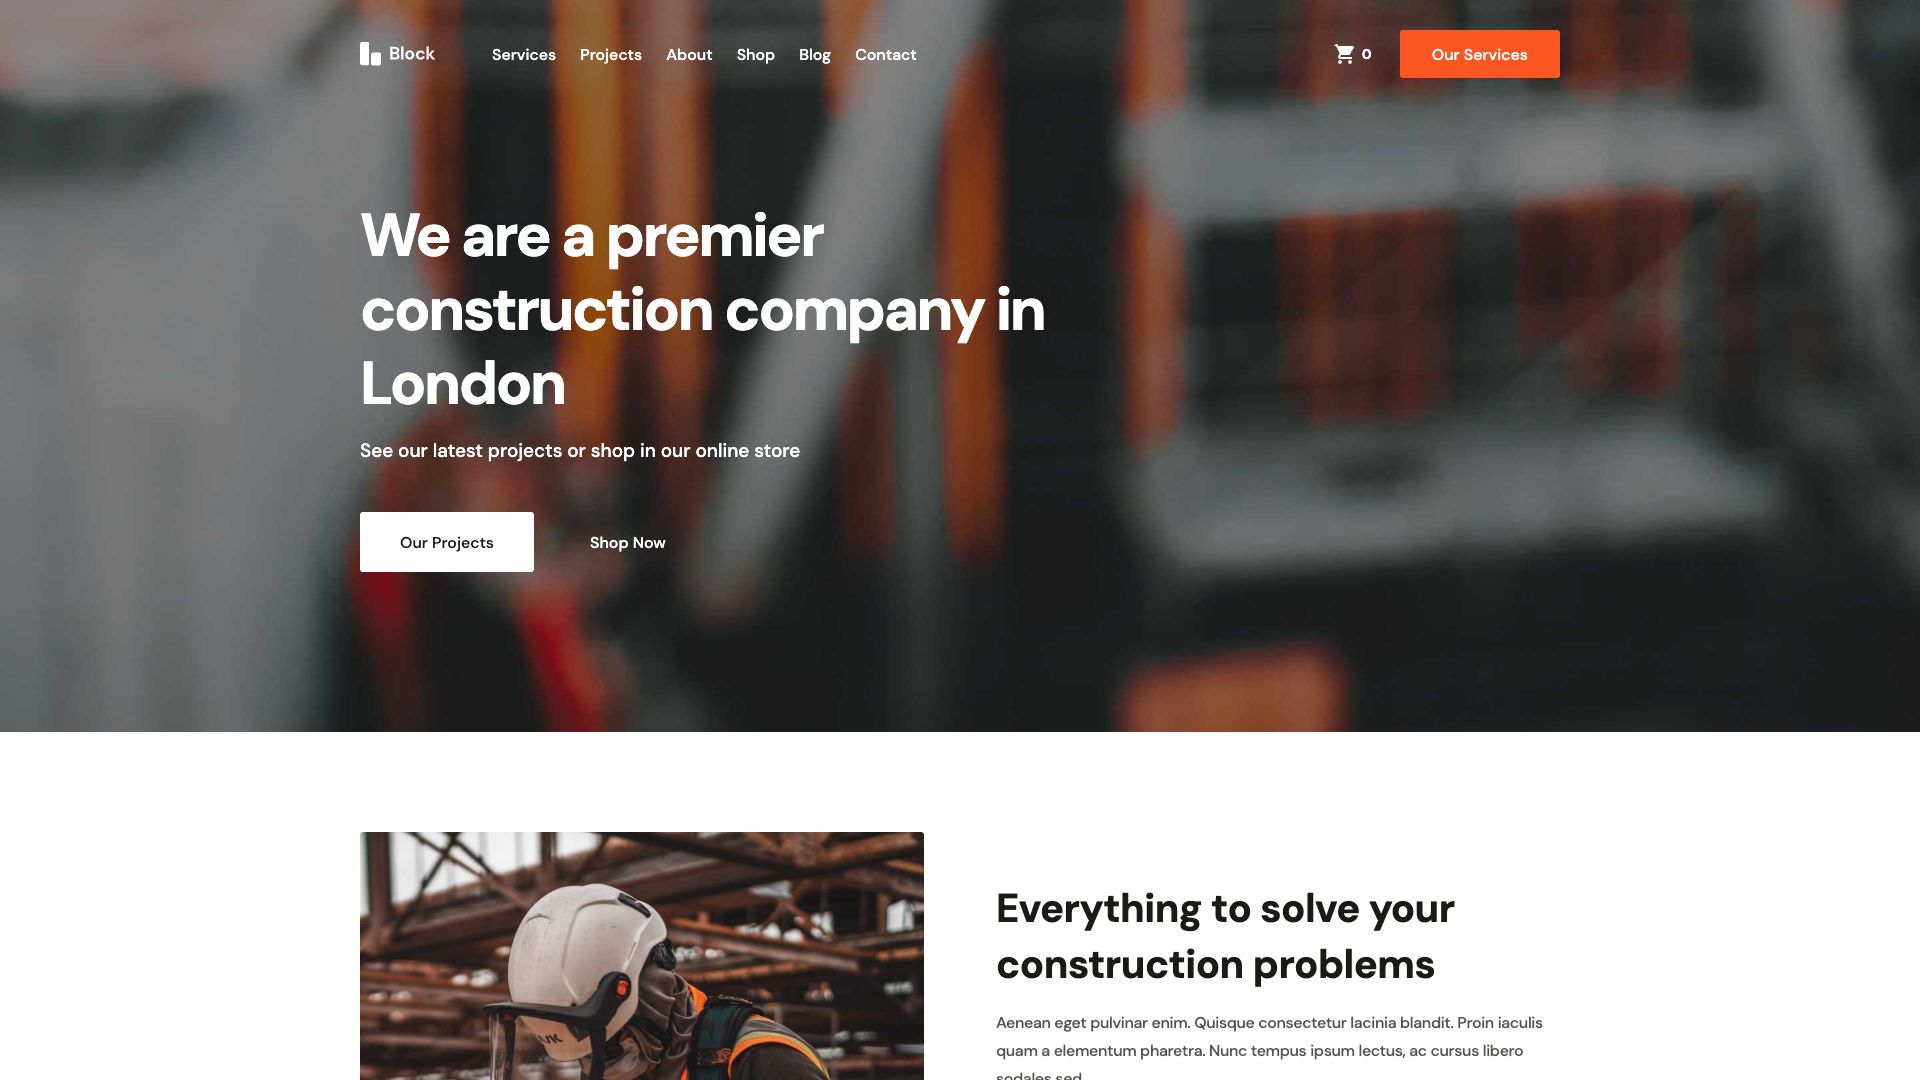 Block
Services Projects About Shop Blog Contact
0
Our Services
We are a premier
construction company in
London
See our latest projects or shop in our online store
Our Projects
Shop Now
Everything to solve your
construction problems
Aenean eget pulvinar enim. Quisque consectetur lacinia blandit. Proin iaculis
quam a elementum pharetra. Nunc tempus ipsum lectus, ac cursus libero
sodales sed.